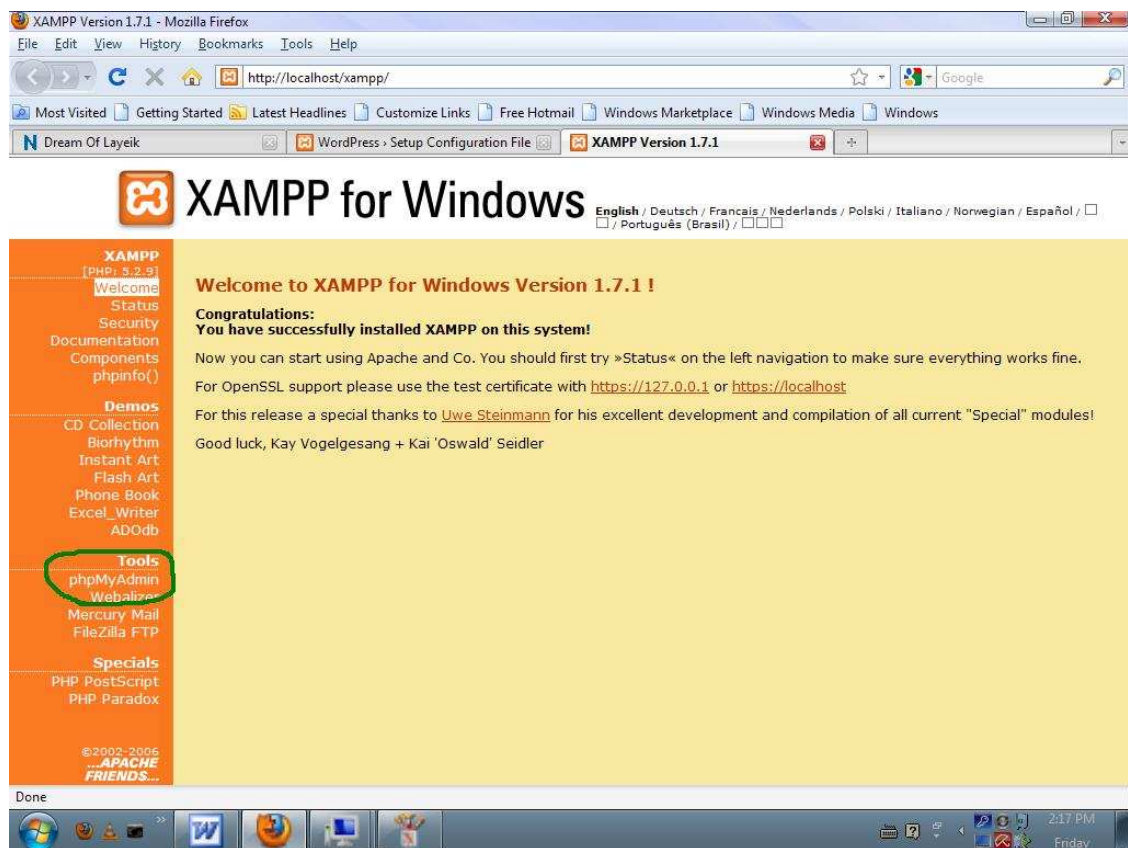 XAMPP Version 1.7.1 - Mozilla Firefox
File Edit View History Bookmarks Tools Help
http://localhost/xampp/ Google
Most Visited Getting Started Latest Headlines Customize Links Free Hotmail Windows Marketplace Windows Media Windows
Dream Of Layeik WordPress › Setup Configuration File XAMPP Version 1.7.1
XAMPP for Windows
English / Deutsch / Francais / Nederlands / Polski / Italiano / Norwegian / Español / □
□ / Português (Brasil) / □□□
XAMPP
[PHP: 5.2.9]
Welcome
Status
Security
Documentation
Components
phpinfo()
Demos
CD Collection
Biorhythm
Instant Art
Flash Art
Phone Book
Excel_Writer
ADOdb
Tools
phpMyAdmin
Webalizer
Mercury Mail
FileZilla FTP
Specials
PHP PostScript
PHP Paradox
©2002-2006
...APACHE
FRIENDS...
Welcome to XAMPP for Windows Version 1.7.1 !
Congratulations:
You have successfully installed XAMPP on this system!
Now you can start using Apache and Co. You should first try »Status« on the left navigation to make sure everything works fine.
For OpenSSL support please use the test certificate with https://127.0.0.1 or https://localhost
For this release a special thanks to Uwe Steinmann for his excellent development and compilation of all current "Special" modules!
Good luck, Kay Vogelgesang + Kai 'Oswald' Seidler
Done
2:17 PM
Friday